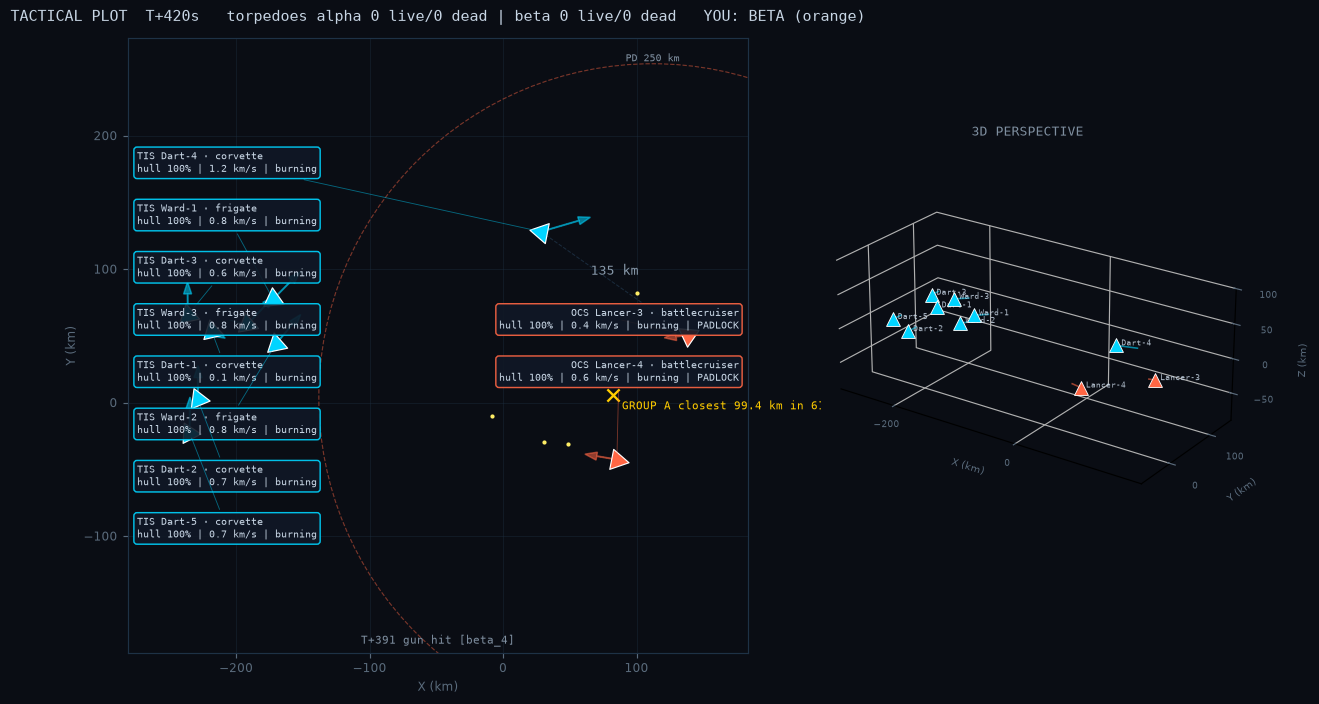 TACTICAL PLOT  T+420s   torpedoes alpha 0 live/0 dead | beta 0 live/0 dead   YOU: BETA (orange)
PD 250 km
TIS Dart-4 · corvette
hull 100% | 1.2 km/s | burning
TIS Ward-1 · frigate
hull 100% | 0.8 km/s | burning
TIS Dart-3 · corvette
hull 100% | 0.6 km/s | burning
TIS Ward-3 · frigate
hull 100% | 0.8 km/s | burning
TIS Dart-1 · corvette
hull 100% | 0.1 km/s | burning
TIS Ward-2 · frigate
hull 100% | 0.8 km/s | burning
TIS Dart-2 · corvette
hull 100% | 0.7 km/s | burning
TIS Dart-5 · corvette
hull 100% | 0.7 km/s | burning
135 km
OCS Lancer-3 · battlecruiser
hull 100% | 0.4 km/s | burning | PADLOCK
OCS Lancer-4 · battlecruiser
hull 100% | 0.6 km/s | burning | PADLOCK
GROUP A closest 99.4 km in
T+391 gun hit [beta_4]
200
100
0
−100
Y (km)
−200
−100
0
100
X (km)
3D PERSPECTIVE
Ward-3
Ward-1
Dart-5
Dart-2
Dart-4
Lancer-4
Lancer-3
−200
0
X (km)
0
100
Y (km)
100
50
0
−50
Z (km)